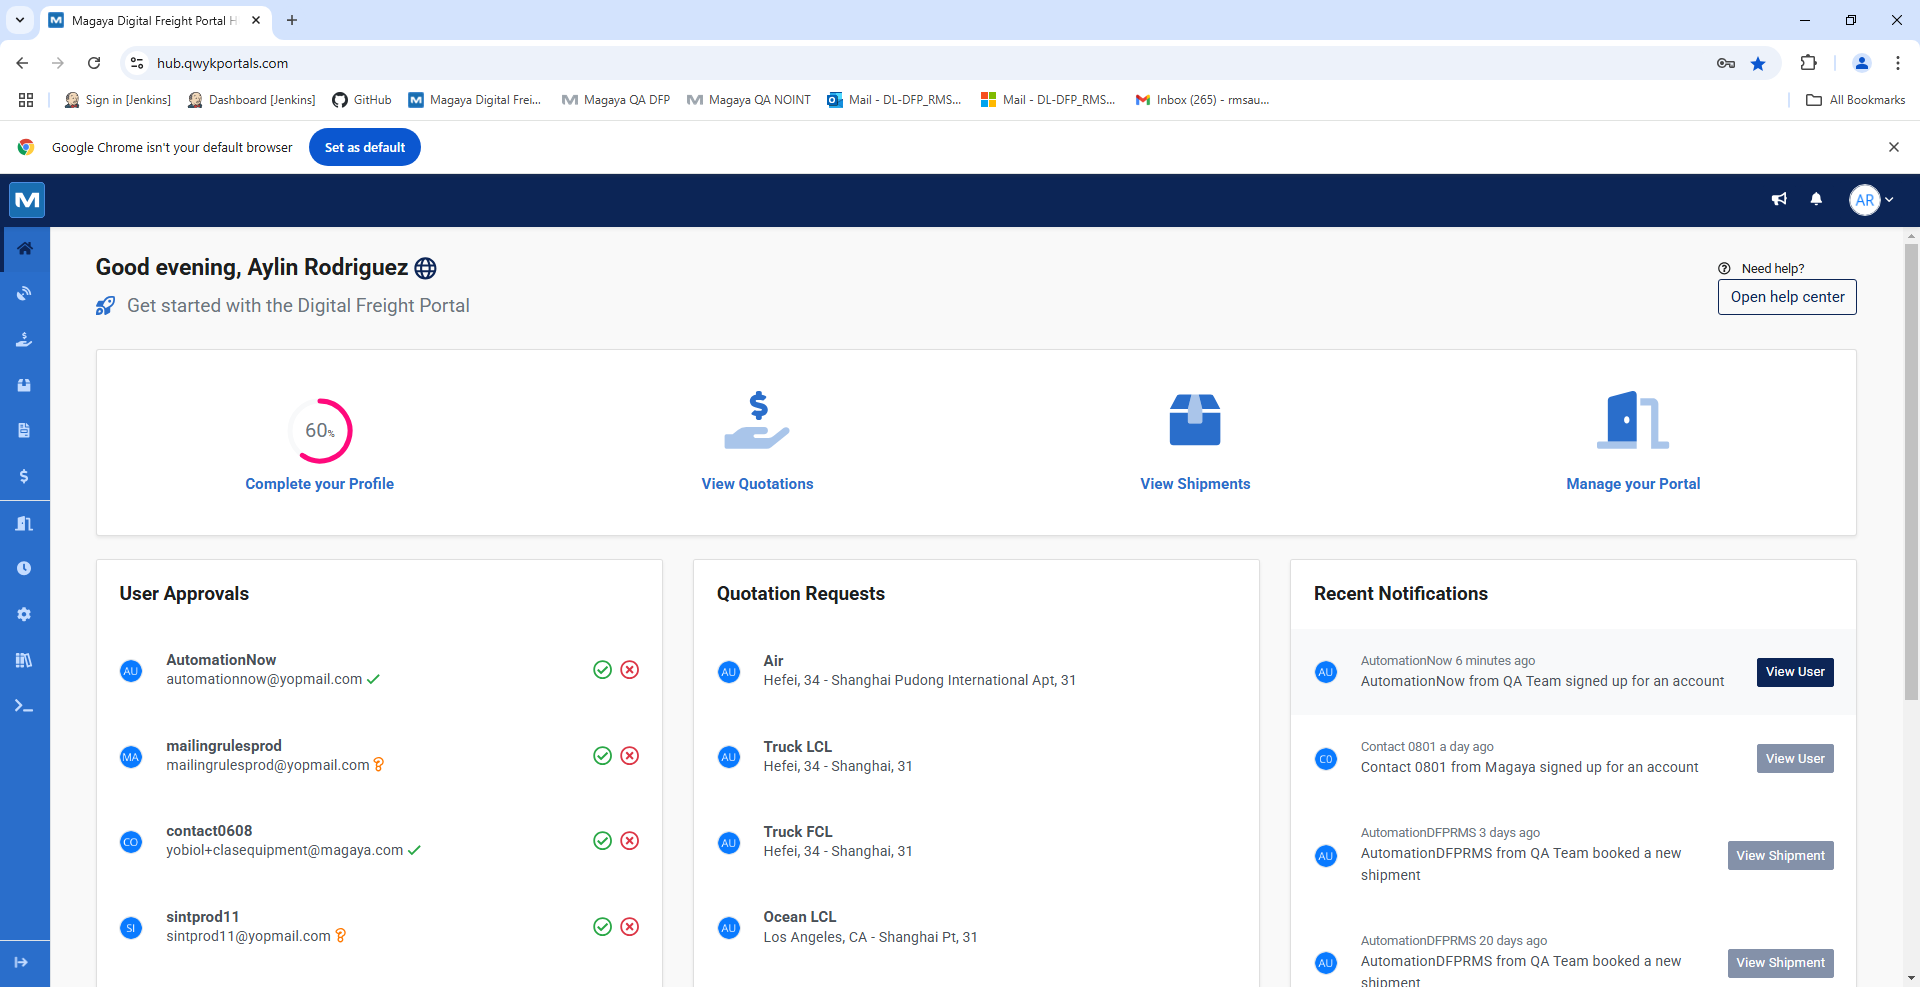 Magaya Digital Freight Portal H
hub.qwykportals.com
Sign in [Jenkins]
Dashboard [Jenkins]
GitHub
Magaya Digital Frei...
Magaya QA DFP
Magaya QA NOINT
Mail - DL-DFP_RMS...
Mail - DL-DFP_RMS...
Inbox (265) - rmsau...
All Bookmarks
Google Chrome isn't your default browser
Set as default
M
AR
Good evening, Aylin Rodriguez
Get started with the Digital Freight Portal
Need help?
Open help center
60%
Complete your Profile
View Quotations
View Shipments
Manage your Portal
User Approvals
AU
AutomationNow
automationnow@yopmail.com
MA
mailingrulesprod
mailingrulesprod@yopmail.com
CO
contact0608
yobiol+clasequipment@magaya.com
SI
sintprod11
sintprod11@yopmail.com
Quotation Requests
AU
Air
Hefei, 34 - Shanghai Pudong International Apt, 31
AU
Truck LCL
Hefei, 34 - Shanghai, 31
AU
Truck FCL
Hefei, 34 - Shanghai, 31
AU
Ocean LCL
Los Angeles, CA - Shanghai Pt, 31
Recent Notifications
AU
AutomationNow 6 minutes ago
AutomationNow from QA Team signed up for an account
View User
C0
Contact 0801 a day ago
Contact 0801 from Magaya signed up for an account
View User
AU
AutomationDFPRMS 3 days ago
AutomationDFPRMS from QA Team booked a new
shipment
View Shipment
AU
AutomationDFPRMS 20 days ago
AutomationDFPRMS from QA Team booked a new
shipment
View Shipment